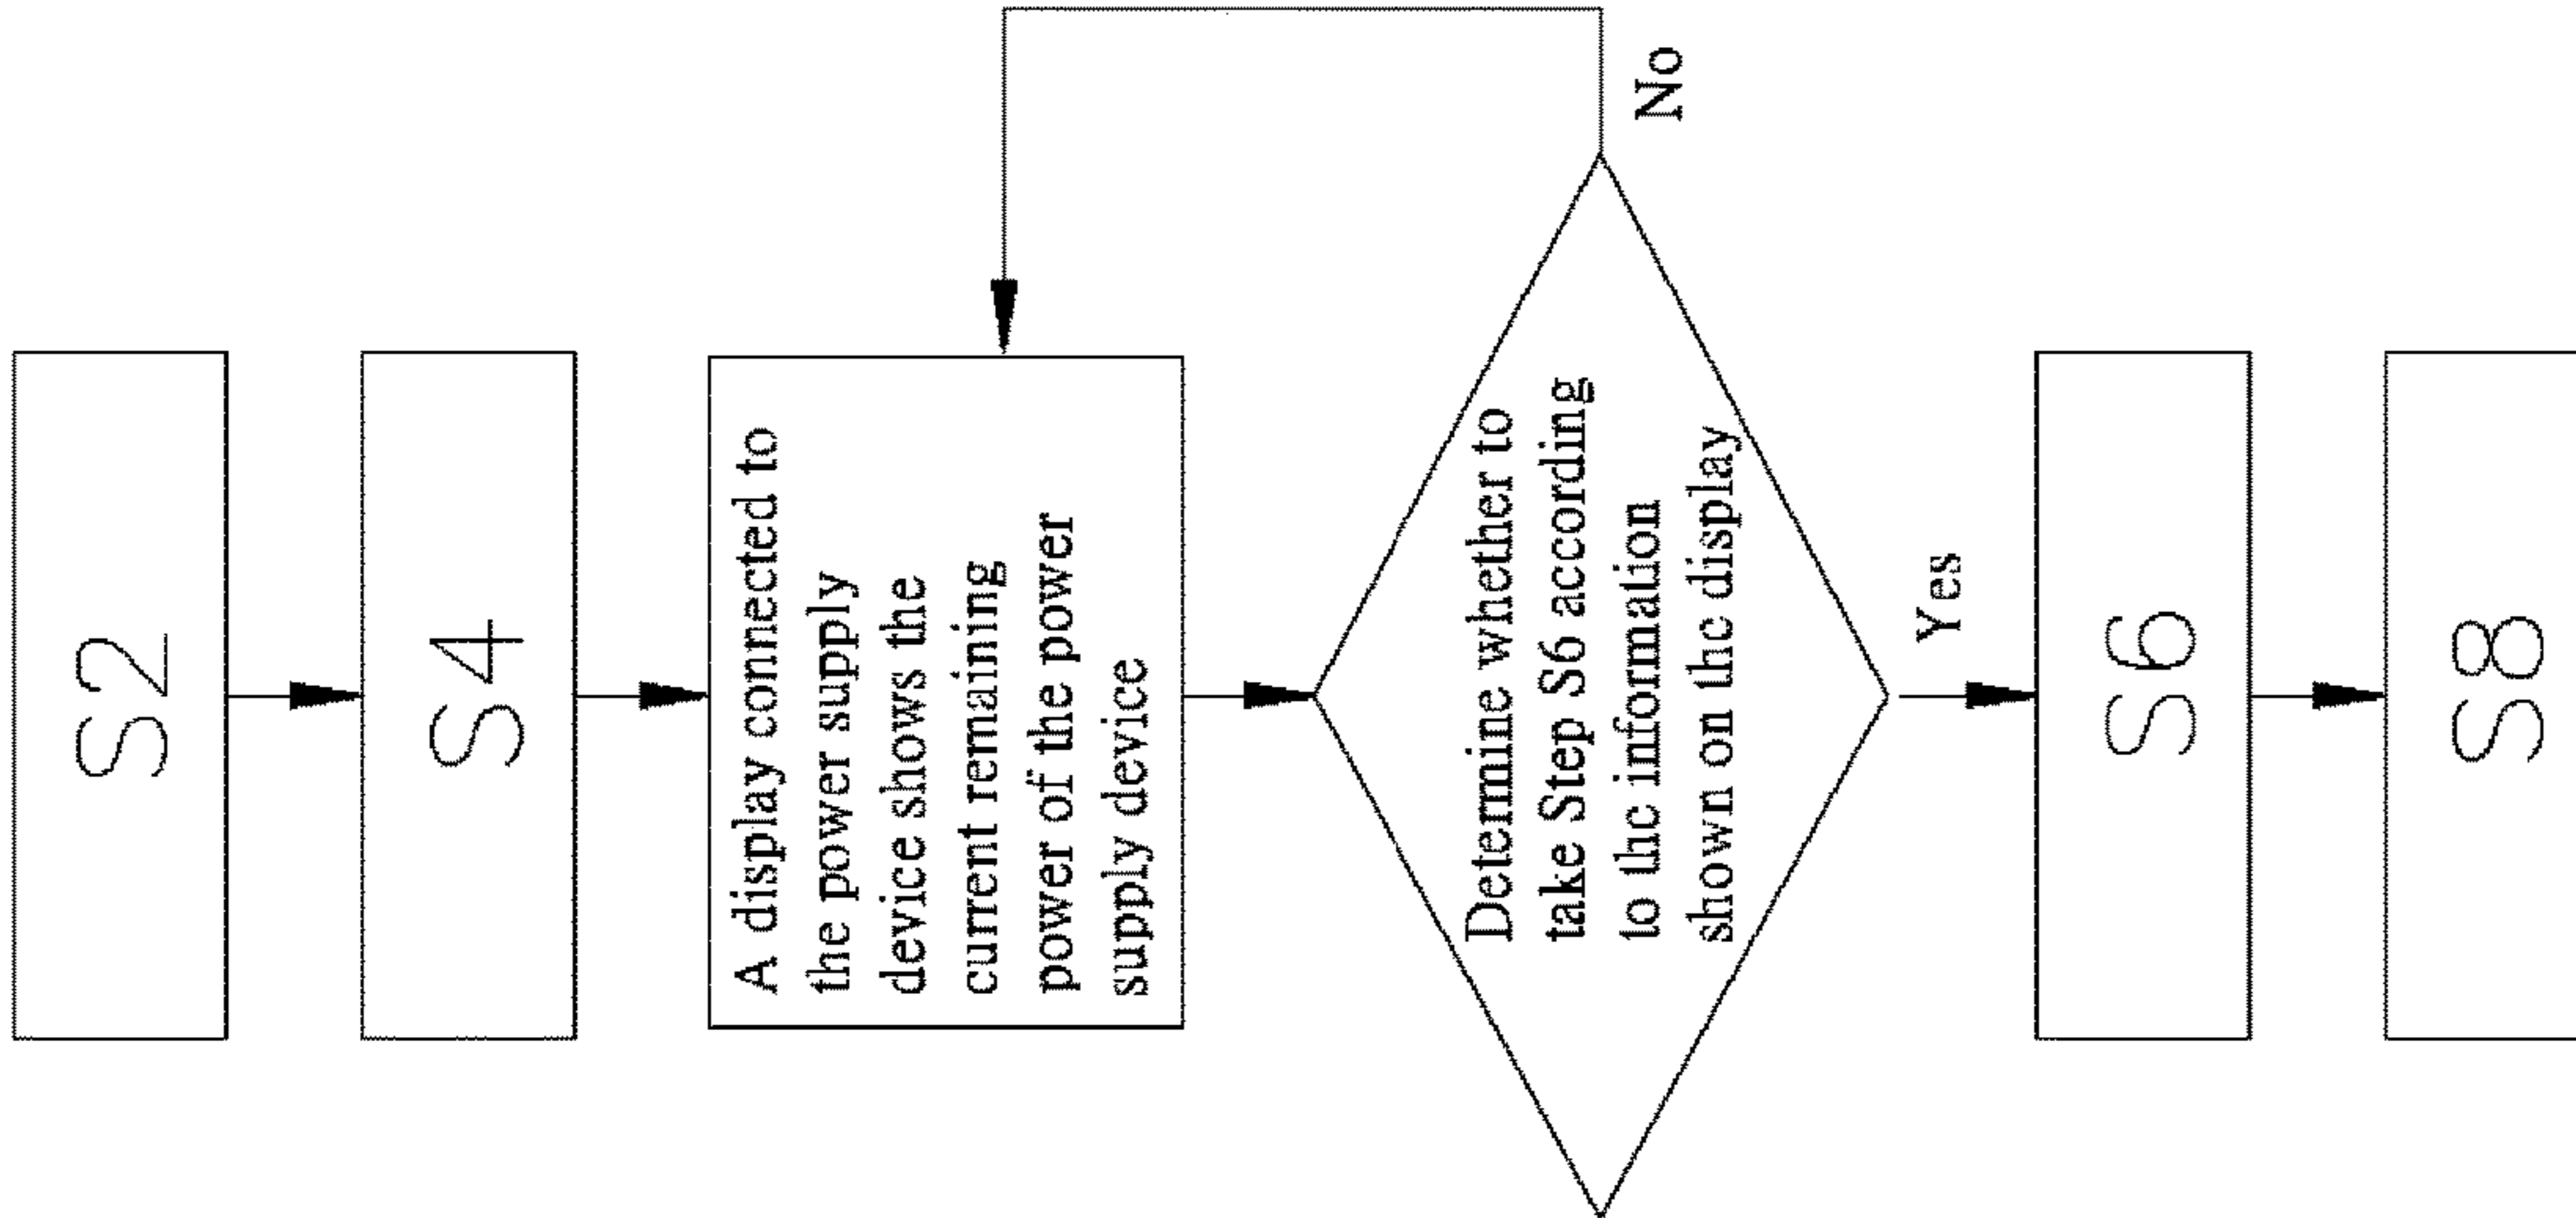 S2
S4
A display connected to
the power supply
device shows the
current remaining
power of the power
supply device
Determine whether to
take Step S6 according
to the information
shown on the display
No
Yes
S6
S8